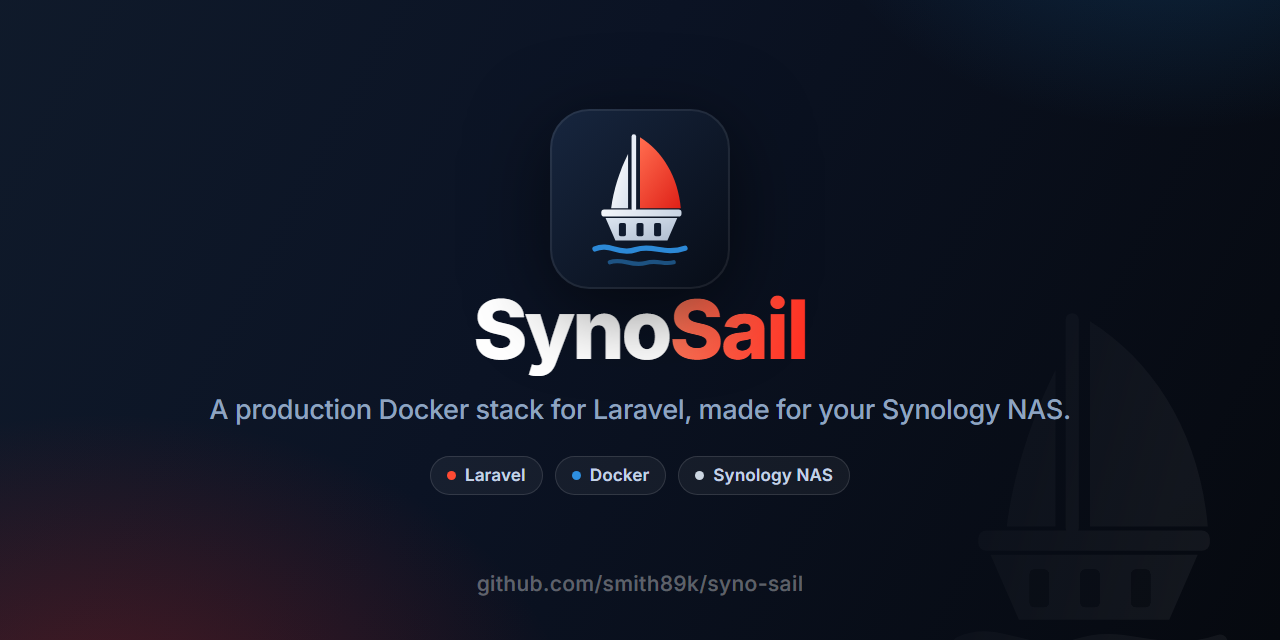 SynoSail
A production Docker stack for Laravel, made for your Synology NAS.
Laravel Docker Synology NAS
github.com/smith89k/syno-sail